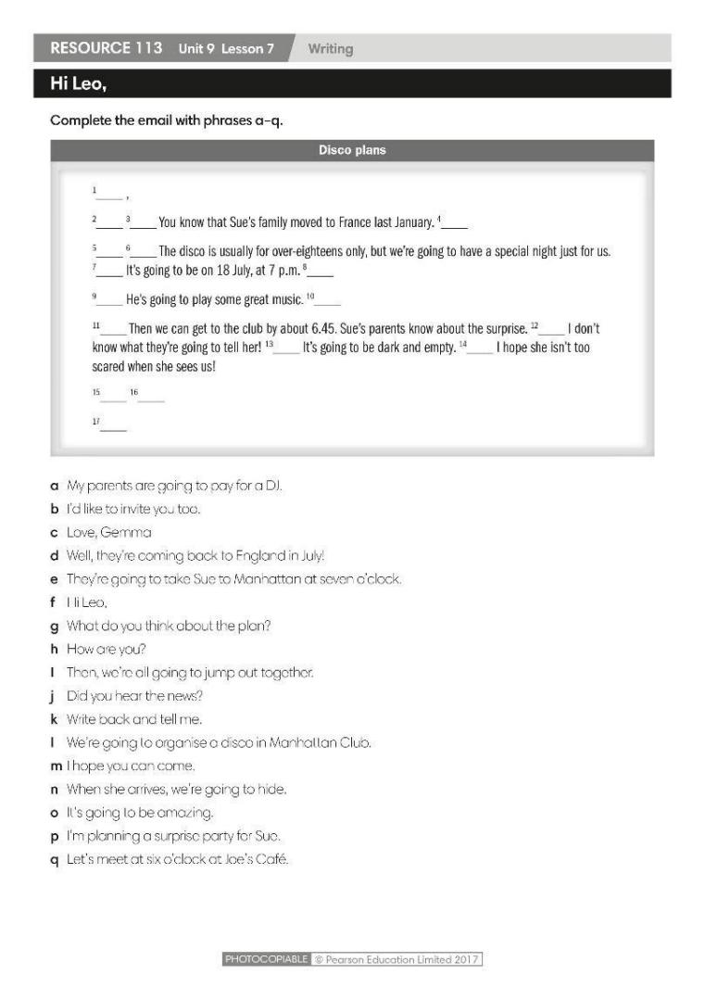 RESOURCE 113 Unit 9 Lesson 7 Writing
Hi Leo,
Complete the email with phrases a–q.
Disco plans
1____ ,
2____ 3____ You know that Sue's family moved to France last January. 4____
5____ 6____ The disco is usually for over-eighteens only, but we're going to have a special night just for us.
7____ It's going to be on 18 July, at 7 p.m. 8____
9____ He's going to play some great music. 10____
11____ Then we can get to the club by about 6.45. Sue's parents know about the surprise. 12____ I don't
know what they're going to tell her! 13____ It's going to be dark and empty. 14____ I hope she isn't too
scared when she sees us!
15____ 16____
17____
a My parents are going to pay for a DJ.
b I'd like to invite you too.
c Love, Gemma
d Well, they're coming back to England in July!
e They're going to take Sue to Manhattan at seven o'clock.
f Hi Leo,
g What do you think about the plan?
h How are you?
I Then, we're all going to jump out together.
j Did you hear the news?
k Write back and tell me.
l We're going to organise a disco in Manhattan Club.
m I hope you can come.
n When she arrives, we're going to hide.
o It's going to be amazing.
p I'm planning a surprise party for Sue.
q Let's meet at six o'clock at Joe's Café.
PHOTOCOPIABLE © Pearson Education Limited 2017